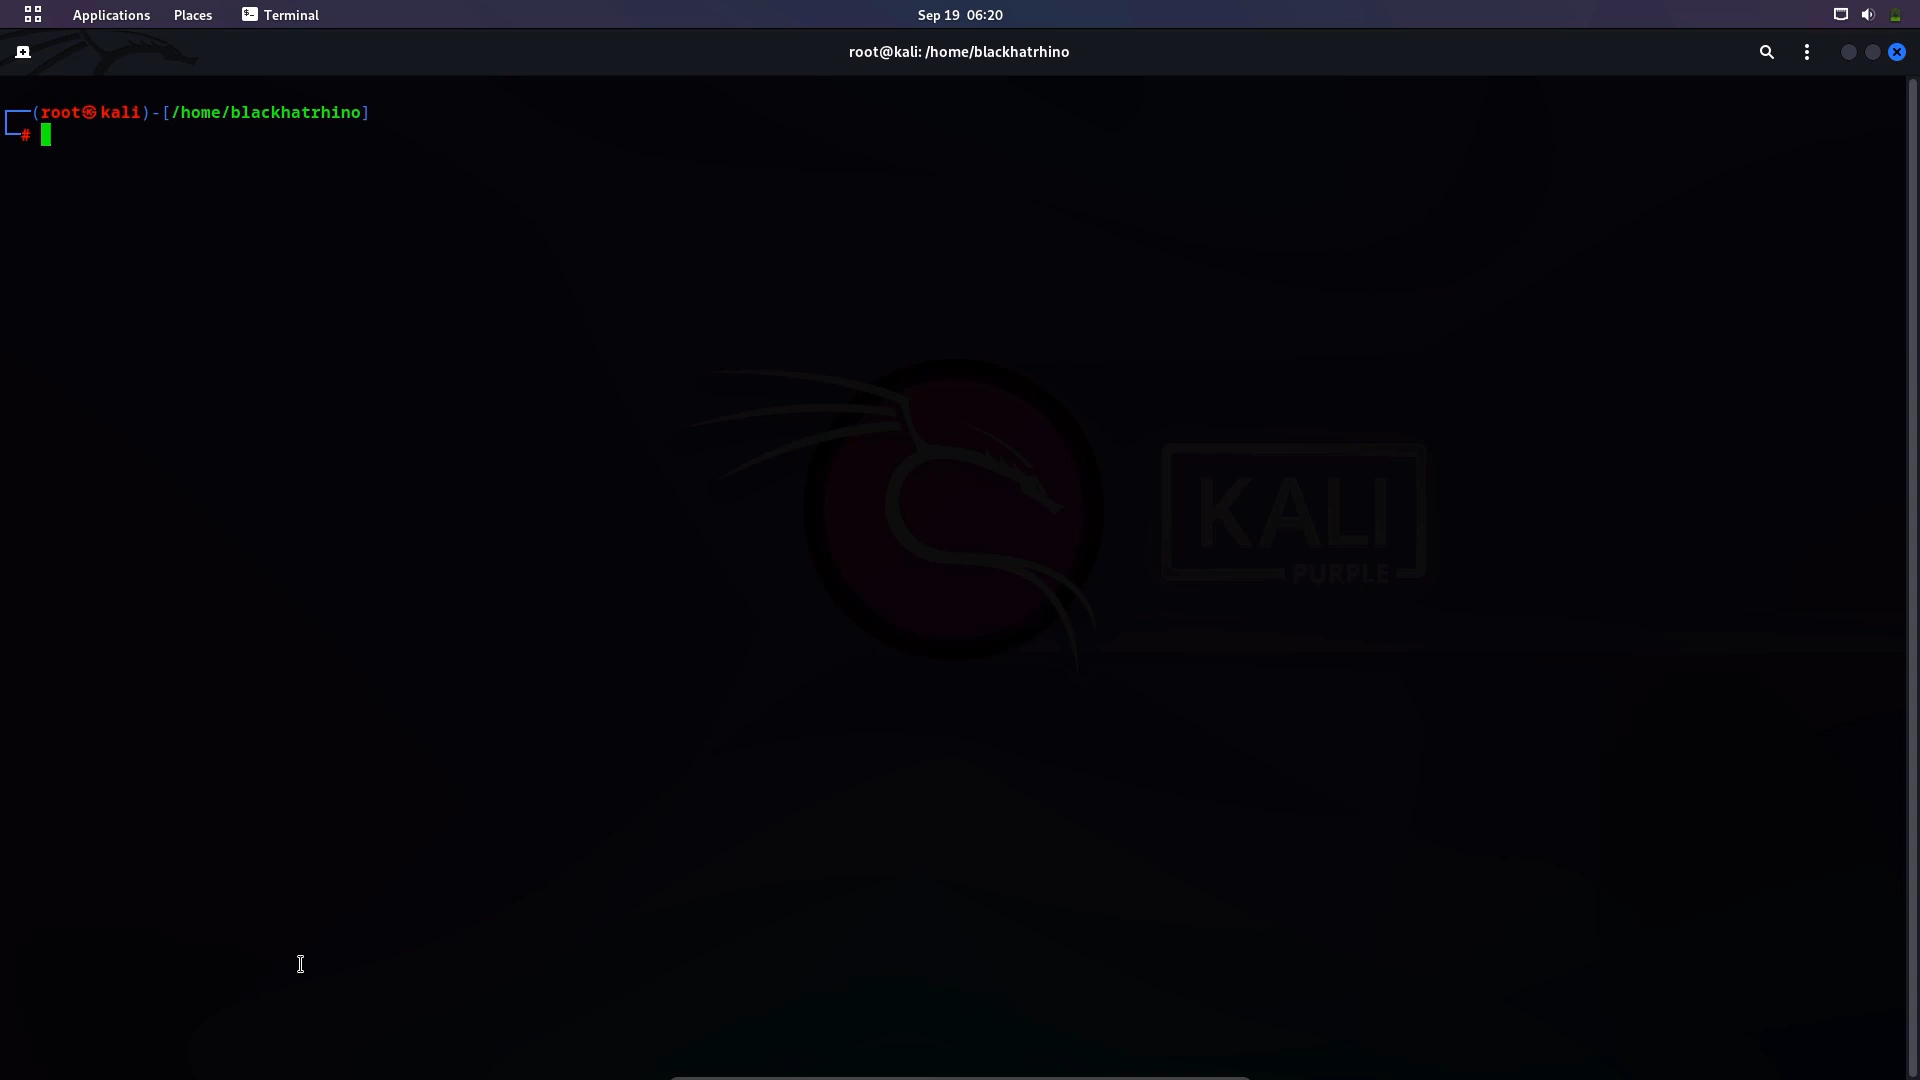 Applications Places Terminal Sep 19 06:20
root@kali: /home/blackhatrhino
┌──(root㉿kali)-[/home/blackhatrhino]
└─#
KALI
PURPLE